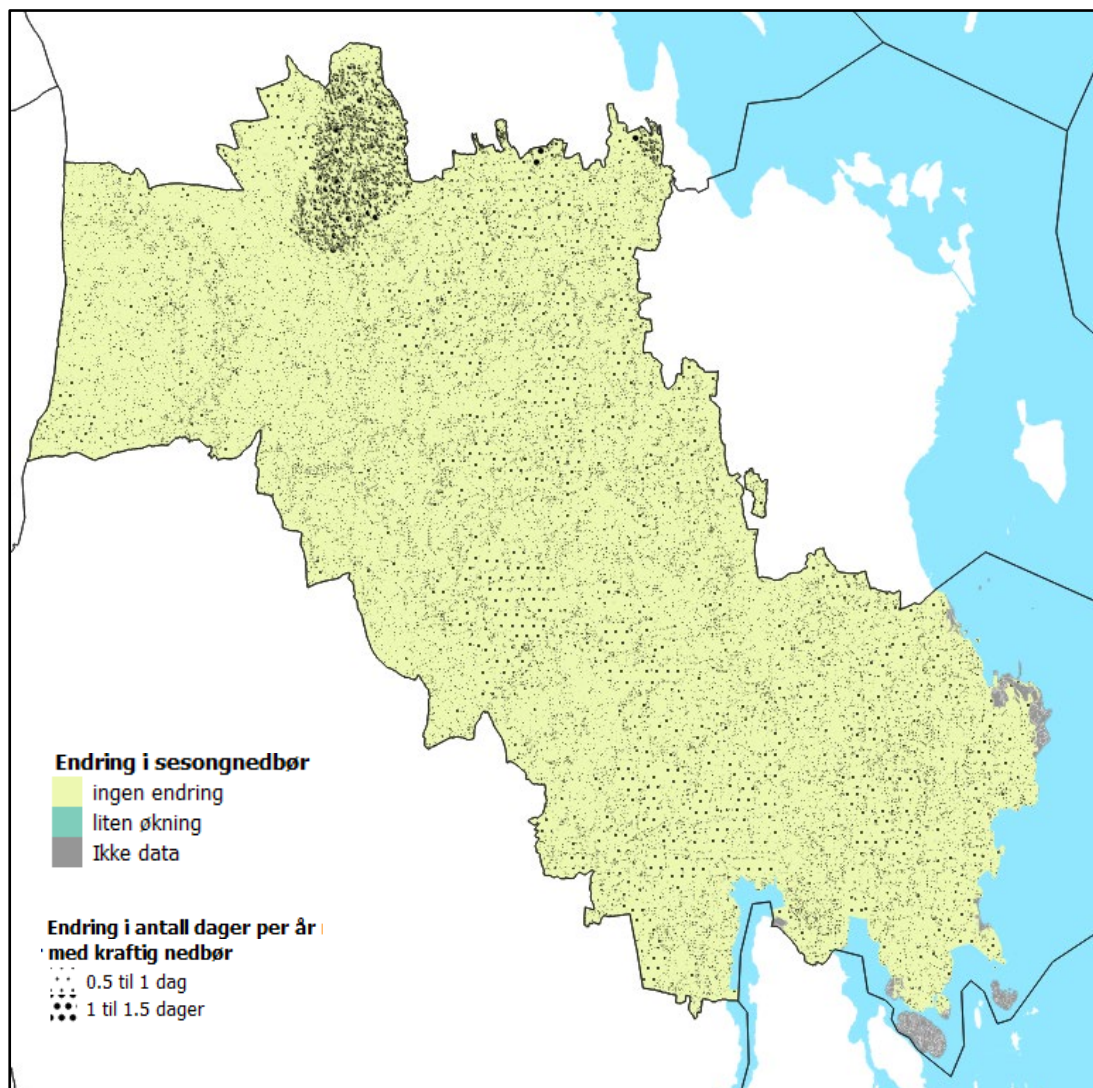 Endring i sesongnedbør
ingen endring
liten økning
Ikke data
Endring i antall dager per år
med kraftig nedbør
0.5 til 1 dag
1 til 1.5 dager